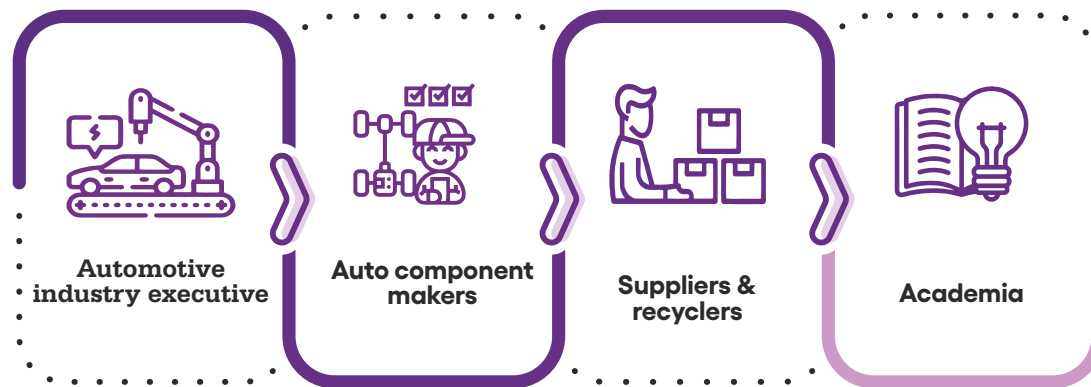 Automotive
industry executive
Auto component
makers
Suppliers &
recyclers
Academia